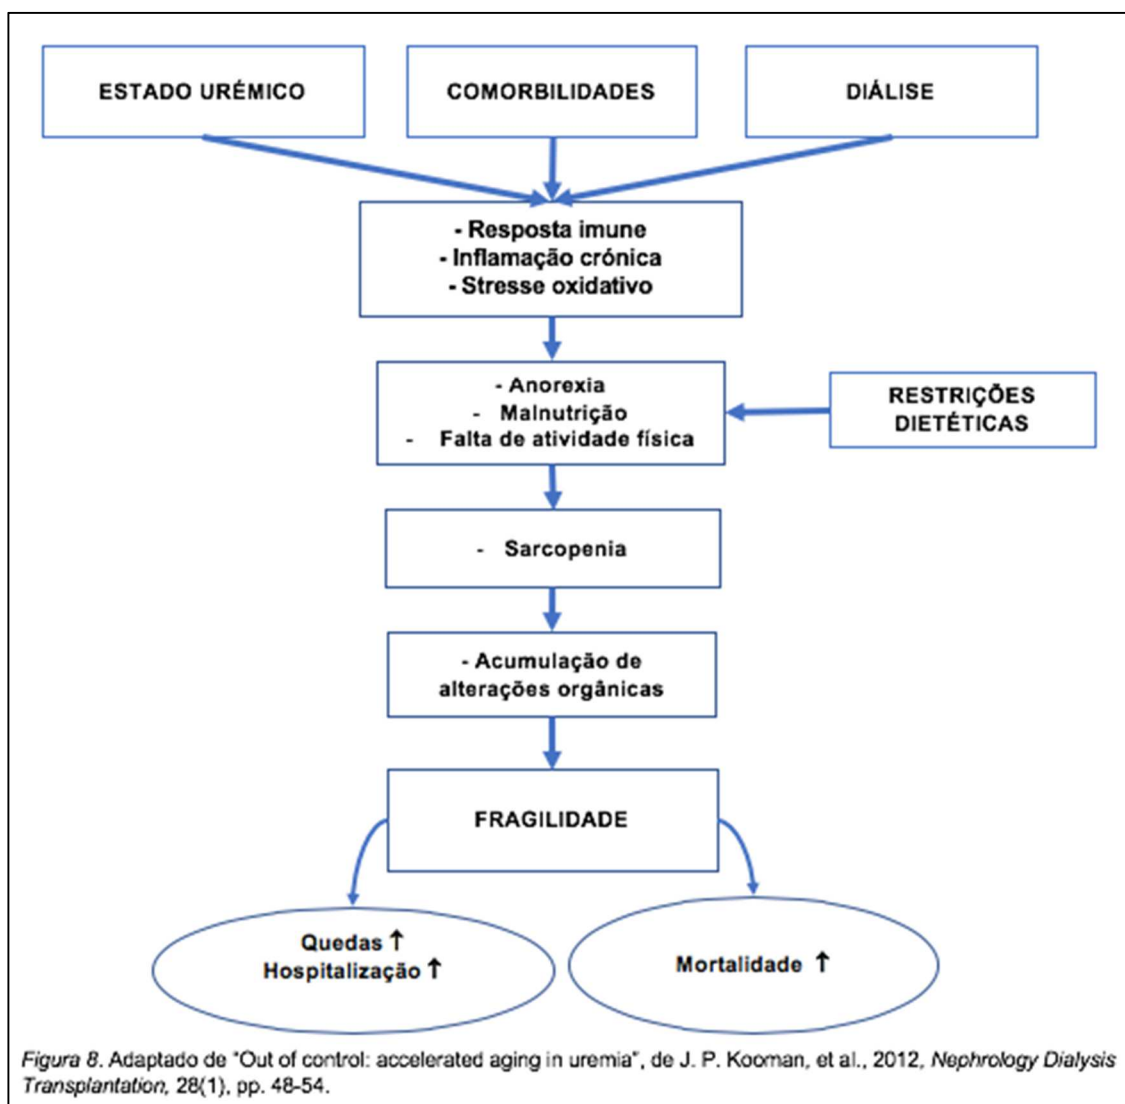 ESTADO URÉMICO
COMORBILIDADES
DIÁLISE
- Resposta imune
- Inflamação crónica
- Stresse oxidativo
- Anorexia
- Malnutrição
- Falta de atividade física
RESTRIÇÕES
DIETÉTICAS
- Sarcopenia
- Acumulação de
alterações orgânicas
FRAGILIDADE
Quedas ↑
Hospitalização ↑
Mortalidade ↑
Figura 8. Adaptado de "Out of control: accelerated aging in uremia", de J. P. Kooman, et al., 2012, Nephrology Dialysis
Transplantation, 28(1), pp. 48-54.